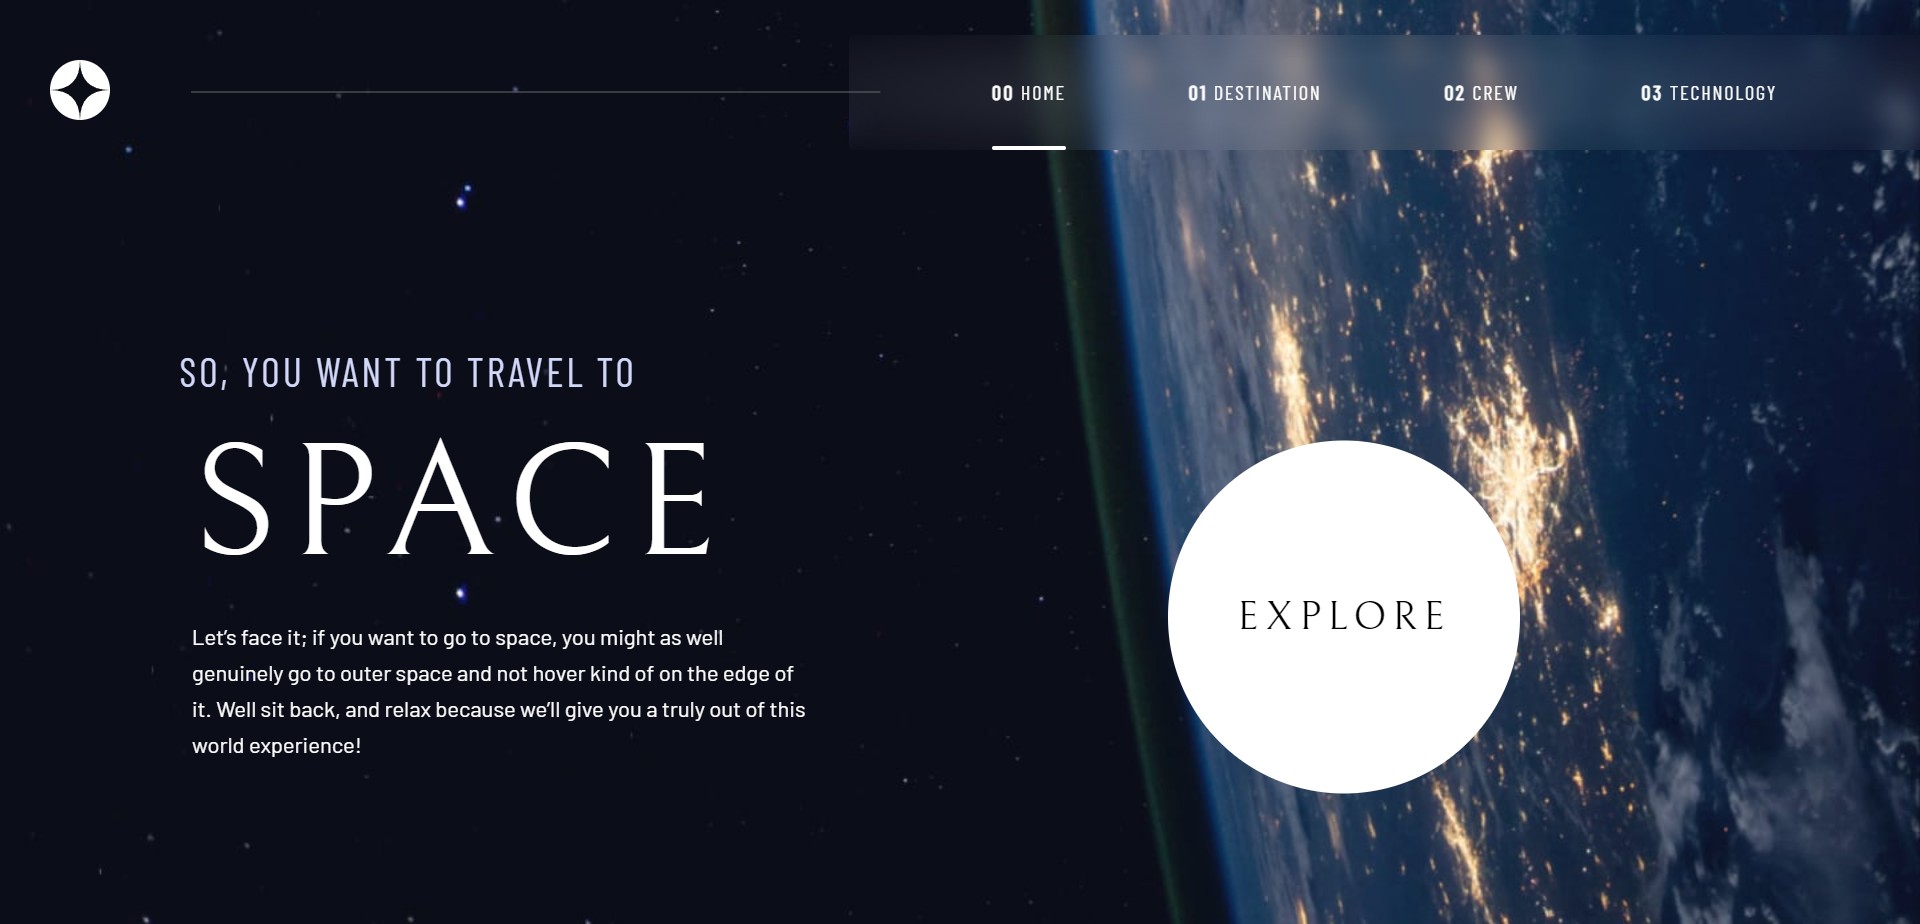 00 HOME 01 DESTINATION 02 CREW 03 TECHNOLOGY
SO, YOU WANT TO TRAVEL TO
SPACE
Let’s face it; if you want to go to space, you might as well
genuinely go to outer space and not hover kind of on the edge of
it. Well sit back, and relax because we’ll give you a truly out of this
world experience!
EXPLORE